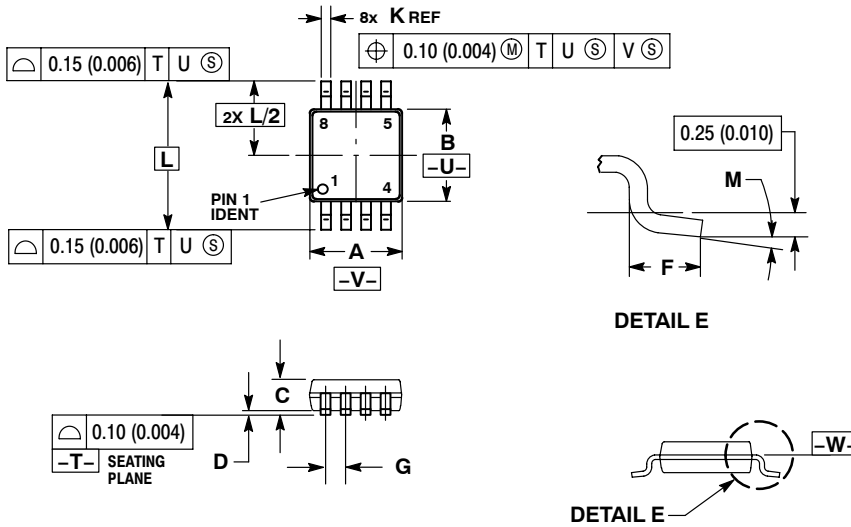 8x K REF
0.10 (0.004) Ⓜ T U Ⓢ V Ⓢ
0.15 (0.006) T U Ⓢ
2X L/2
8 5
B
-U-
L
1
4
PIN 1
IDENT
0.15 (0.006) T U Ⓢ
A
-V-
0.25 (0.010)
M
F
DETAIL E
C
0.10 (0.004)
-T- SEATING
PLANE
D
G
-W-
DETAIL E